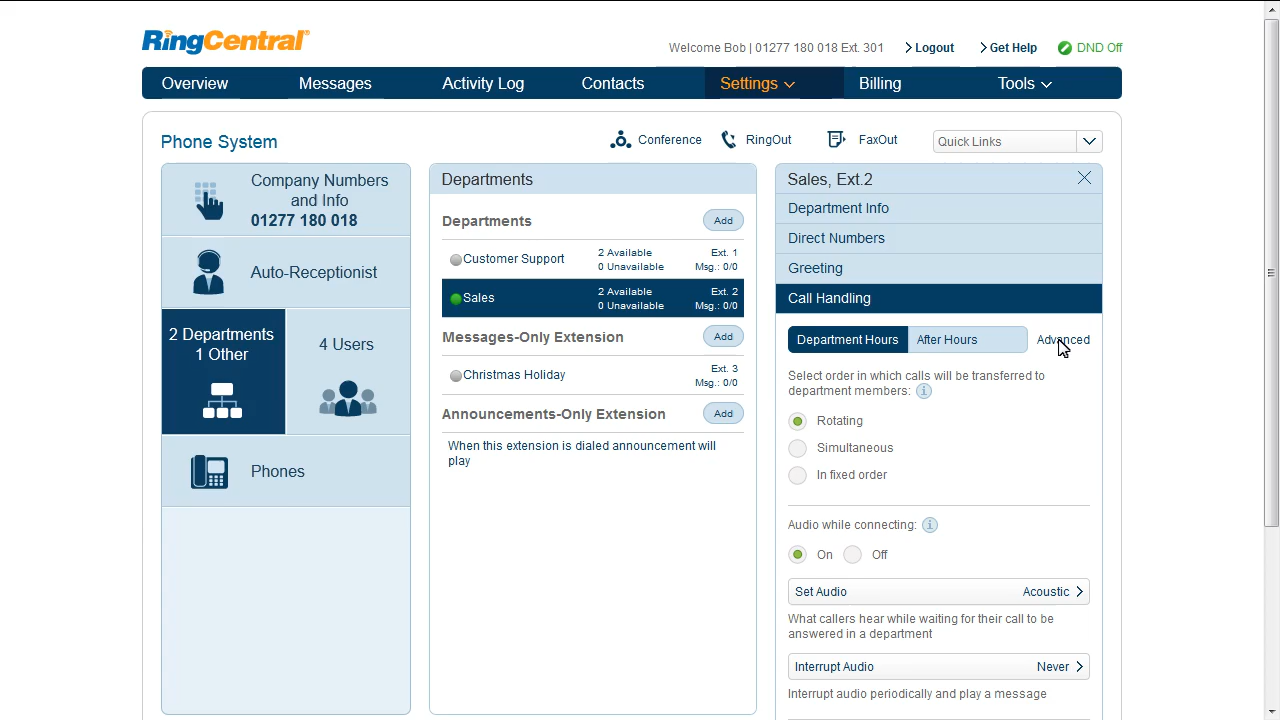 RingCentral®
Welcome Bob | 01277 180 018 Ext. 301
Logout
Get Help
DND Off
Overview
Messages
Activity Log
Contacts
Settings
Billing
Tools
Phone System
Conference
RingOut
FaxOut
Quick Links
Company Numbers
and Info
01277 180 018
Auto-Receptionist
2 Departments
1 Other
4 Users
Phones
Departments
Departments
Add
Customer Support
2 Available
0 Unavailable
Ext. 1
Msg.: 0/0
Sales
2 Available
0 Unavailable
Ext. 2
Msg.: 0/0
Messages-Only Extension
Add
Christmas Holiday
Ext. 3
Msg.: 0/0
Announcements-Only Extension
Add
When this extension is dialed announcement will
play
Sales, Ext.2
Department Info
Direct Numbers
Greeting
Call Handling
Department Hours
After Hours
Advanced
Select order in which calls will be transferred to
department members:
Rotating
Simultaneous
In fixed order
Audio while connecting:
On
Off
Set Audio
Acoustic
What callers hear while waiting for their call to be
answered in a department
Interrupt Audio
Never
Interrupt audio periodically and play a message